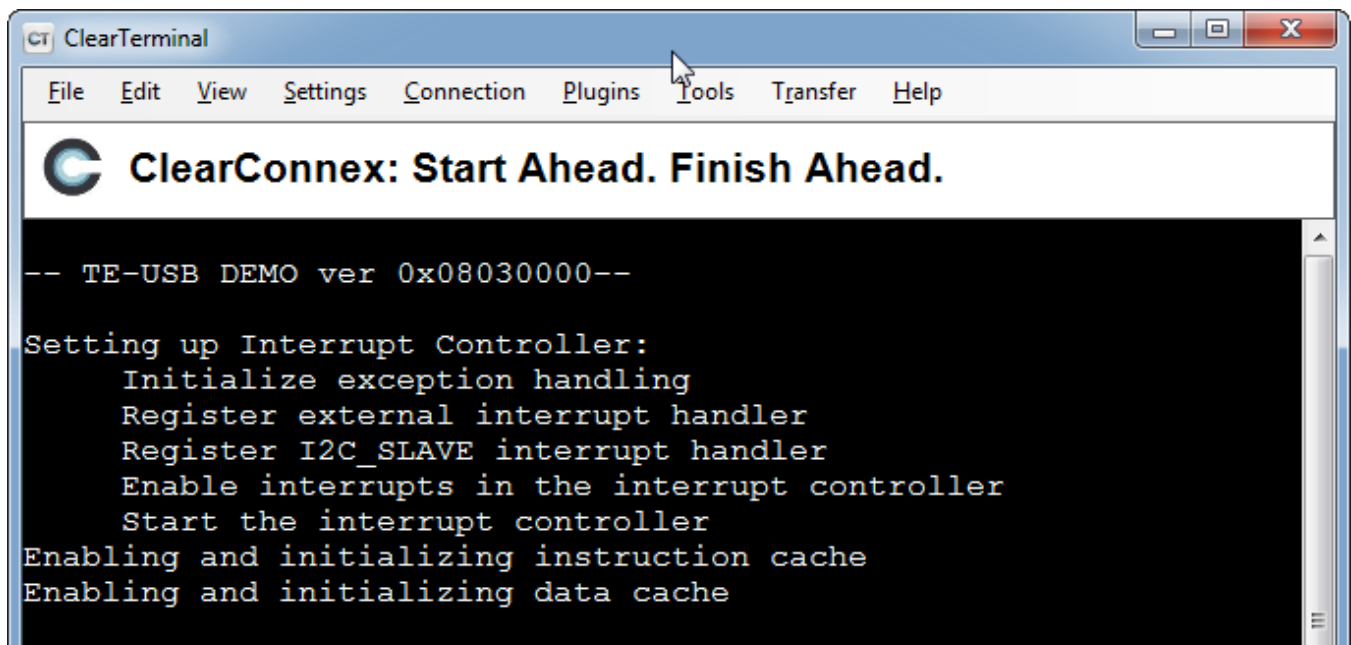 CT ClearTerminal
File Edit View Settings Connection Plugins Tools Transfer Help
ClearConnex: Start Ahead. Finish Ahead.
-- TE-USB DEMO ver 0x08030000--
Setting up Interrupt Controller:
Initialize exception handling
Register external interrupt handler
Register I2C_SLAVE interrupt handler
Enable interrupts in the interrupt controller
Start the interrupt controller
Enabling and initializing instruction cache
Enabling and initializing data cache